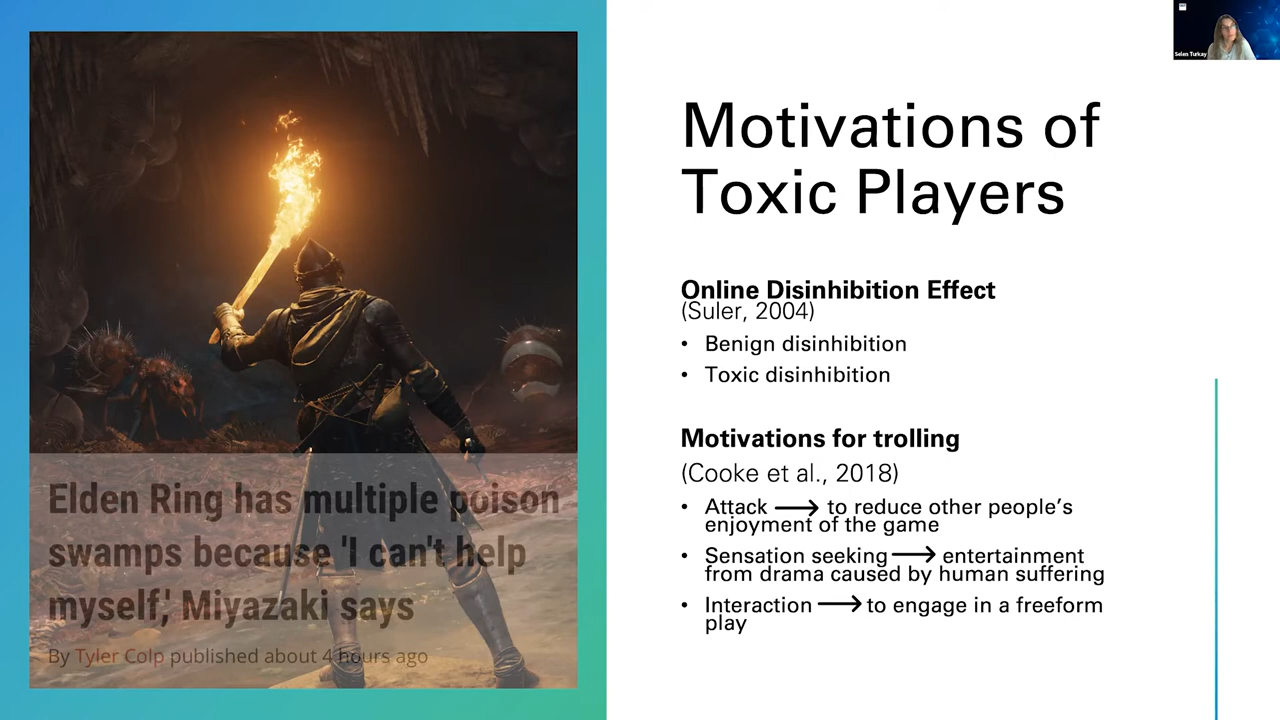 Elden Ring has multiple poison
swamps because 'I can't help
myself,' Miyazaki says
By Tyler Colp published about 4 hours ago
Selen Turkay
Motivations of
Toxic Players
Online Disinhibition Effect
(Suler, 2004)
• Benign disinhibition
• Toxic disinhibition
Motivations for trolling
(Cooke et al., 2018)
• Attack ⟶ to reduce other people's
enjoyment of the game
• Sensation seeking ⟶ entertainment
from drama caused by human suffering
• Interaction ⟶ to engage in a freeform
play